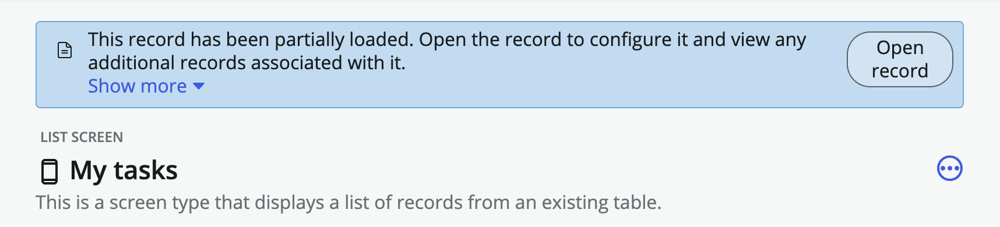 This record has been partially loaded. Open the record to configure it and view any
additional records associated with it.
Show more
Open
record
LIST SCREEN
My tasks
This is a screen type that displays a list of records from an existing table.